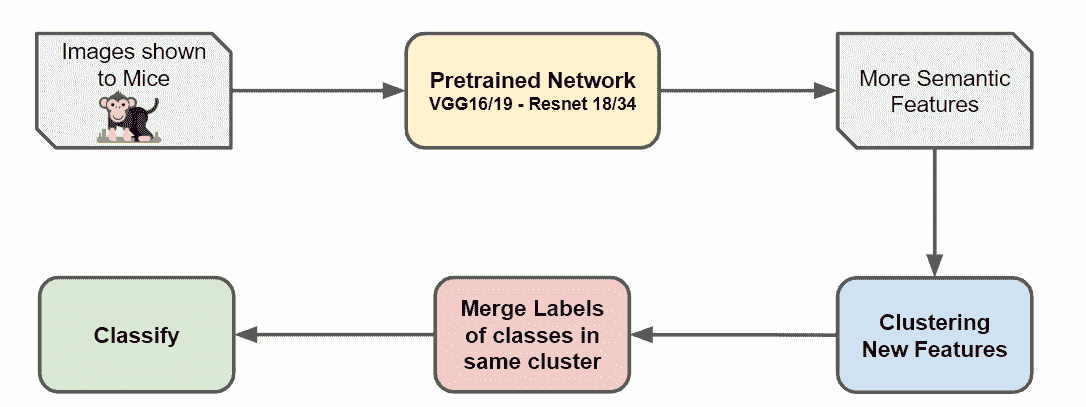 Images shown
to Mice
Pretrained Network
VGG16/19 - Resnet 18/34
More Semantic
Features
Clustering
New Features
Merge Labels
of classes in
same cluster
Classify